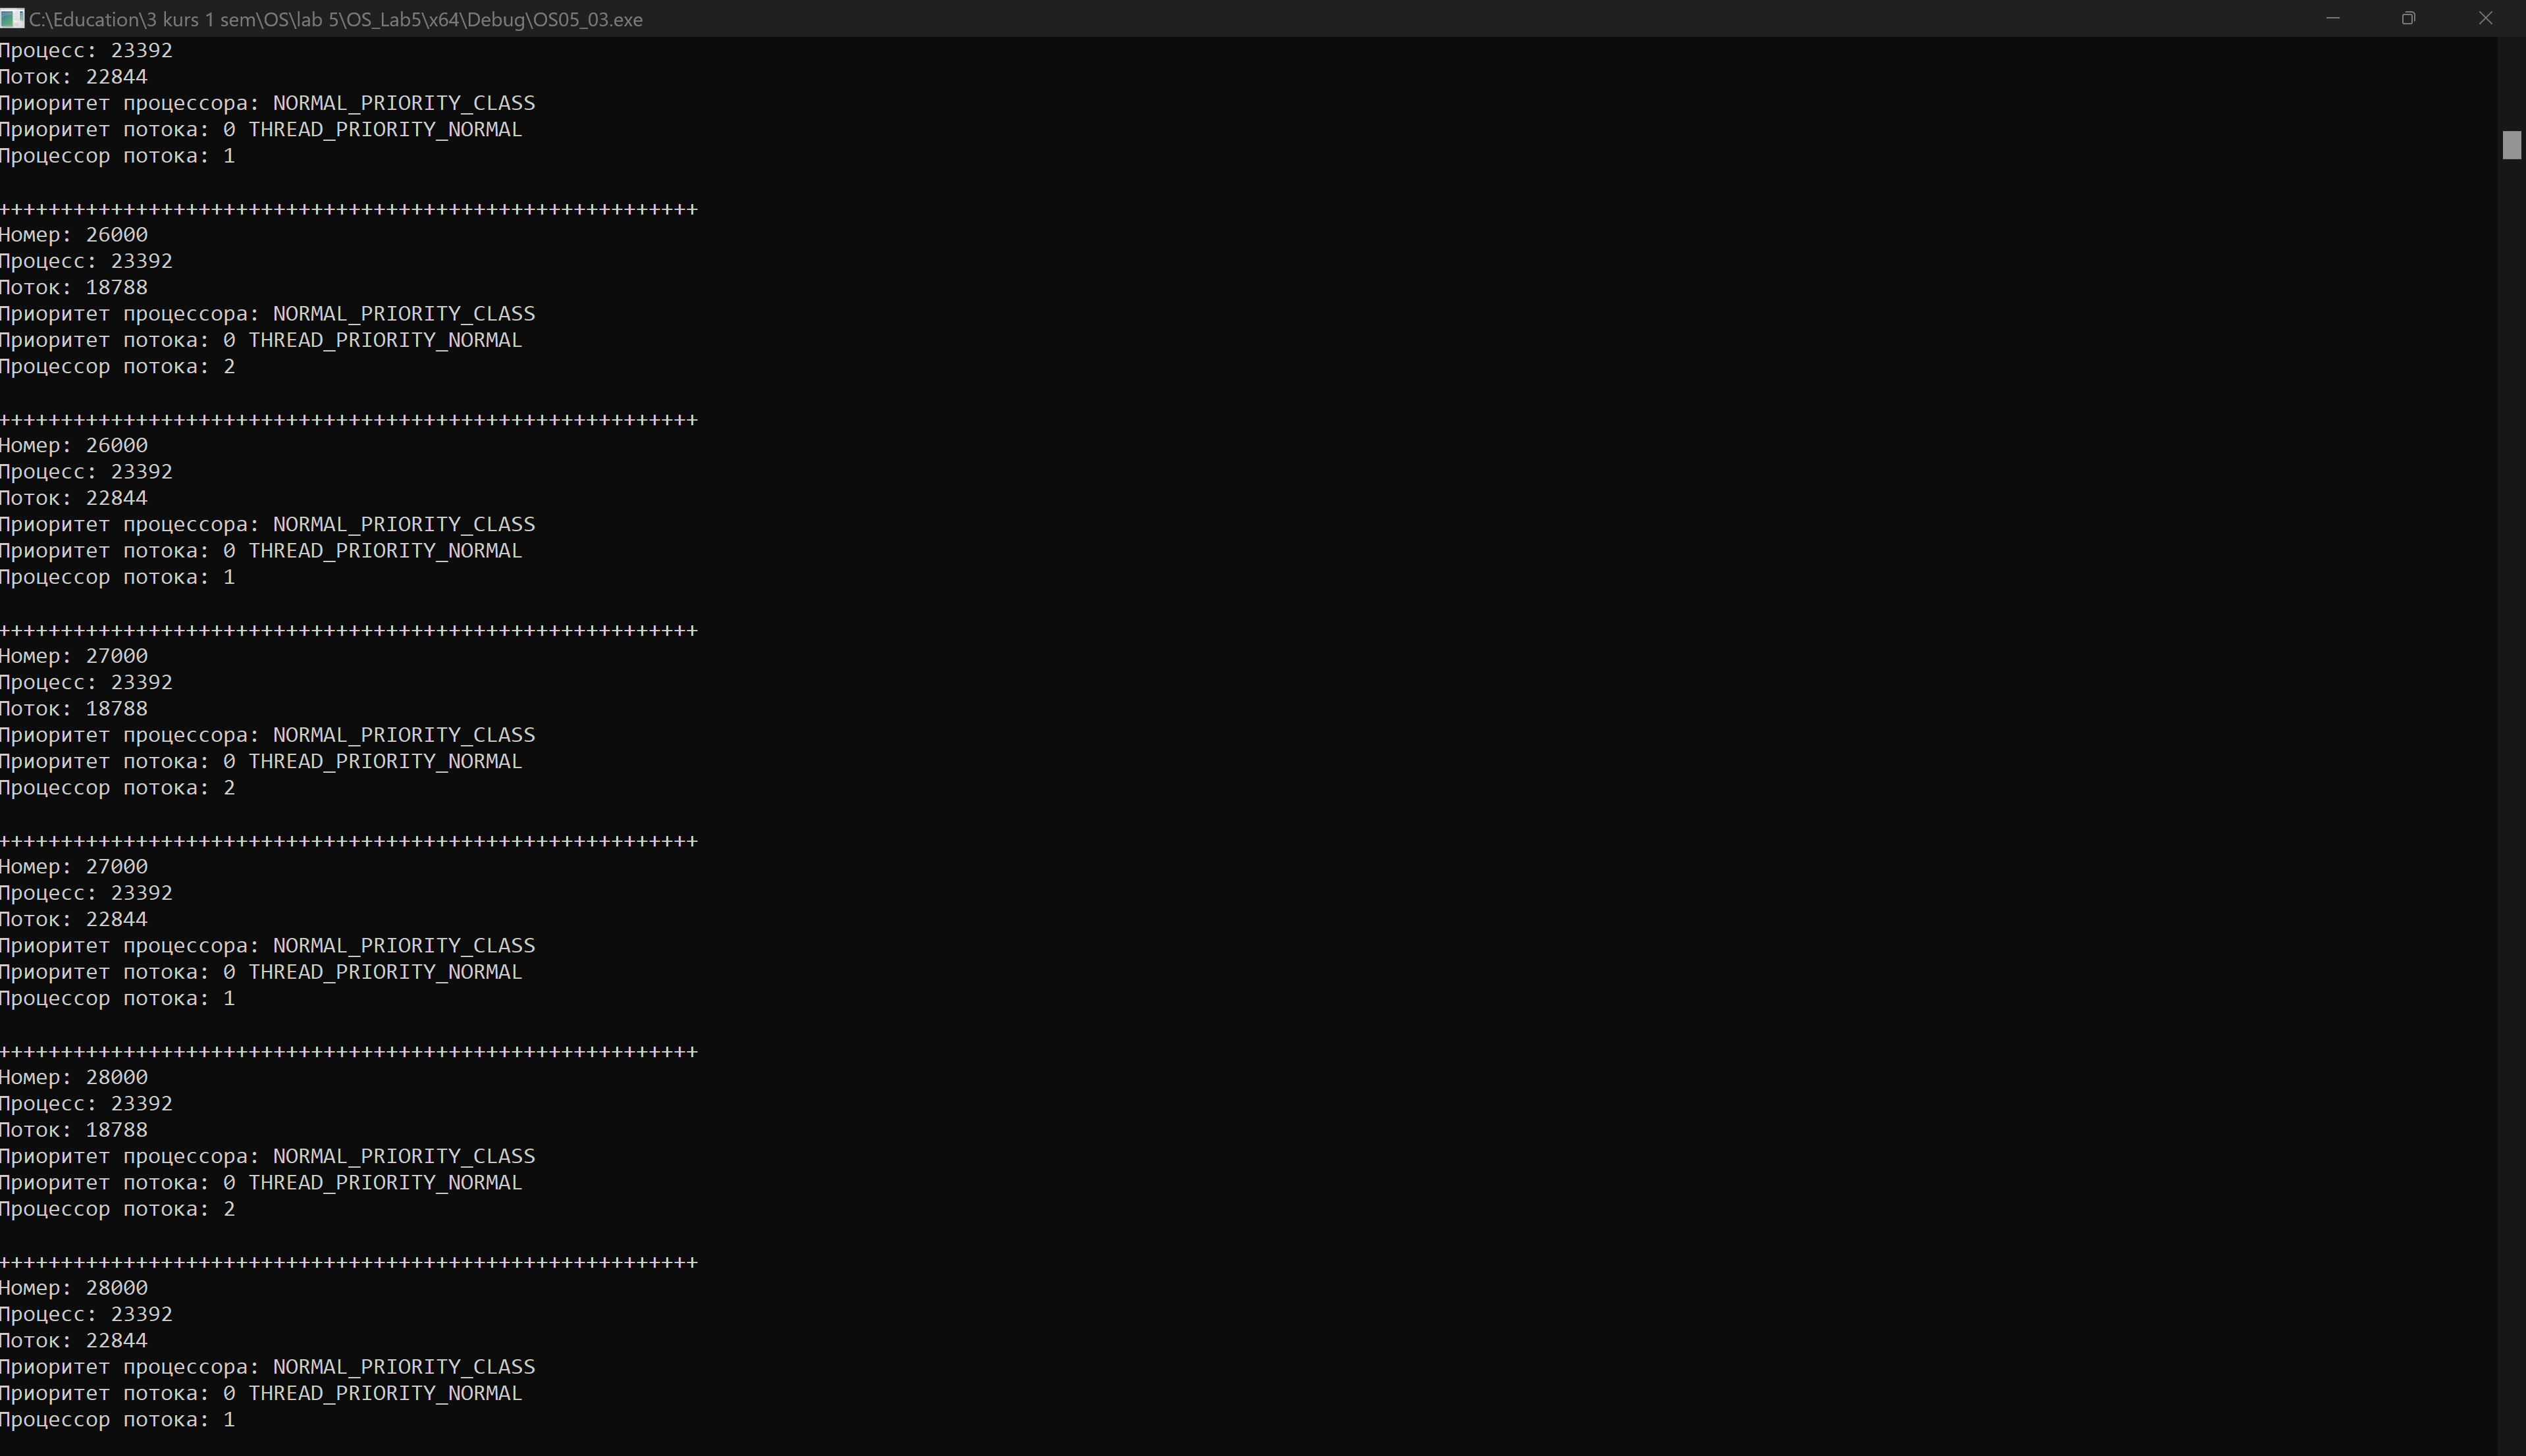 C:\Education\3 kurs 1 sem\OS\lab 5\OS_Lab5\x64\Debug\OS05_03.exe
Процесс: 23392
Поток: 22844
Приоритет процессора: NORMAL_PRIORITY_CLASS
Приоритет потока: 0 THREAD_PRIORITY_NORMAL
Процессор потока: 1
++++++++++++++++++++++++++++++++++++++++++++++++++++++++
Номер: 26000
Процесс: 23392
Поток: 18788
Приоритет процессора: NORMAL_PRIORITY_CLASS
Приоритет потока: 0 THREAD_PRIORITY_NORMAL
Процессор потока: 2
++++++++++++++++++++++++++++++++++++++++++++++++++++++++
Номер: 26000
Процесс: 23392
Поток: 22844
Приоритет процессора: NORMAL_PRIORITY_CLASS
Приоритет потока: 0 THREAD_PRIORITY_NORMAL
Процессор потока: 1
++++++++++++++++++++++++++++++++++++++++++++++++++++++++
Номер: 27000
Процесс: 23392
Поток: 18788
Приоритет процессора: NORMAL_PRIORITY_CLASS
Приоритет потока: 0 THREAD_PRIORITY_NORMAL
Процессор потока: 2
++++++++++++++++++++++++++++++++++++++++++++++++++++++++
Номер: 27000
Процесс: 23392
Поток: 22844
Приоритет процессора: NORMAL_PRIORITY_CLASS
Приоритет потока: 0 THREAD_PRIORITY_NORMAL
Процессор потока: 1
++++++++++++++++++++++++++++++++++++++++++++++++++++++++
Номер: 28000
Процесс: 23392
Поток: 18788
Приоритет процессора: NORMAL_PRIORITY_CLASS
Приоритет потока: 0 THREAD_PRIORITY_NORMAL
Процессор потока: 2
++++++++++++++++++++++++++++++++++++++++++++++++++++++++
Номер: 28000
Процесс: 23392
Поток: 22844
Приоритет процессора: NORMAL_PRIORITY_CLASS
Приоритет потока: 0 THREAD_PRIORITY_NORMAL
Процессор потока: 1